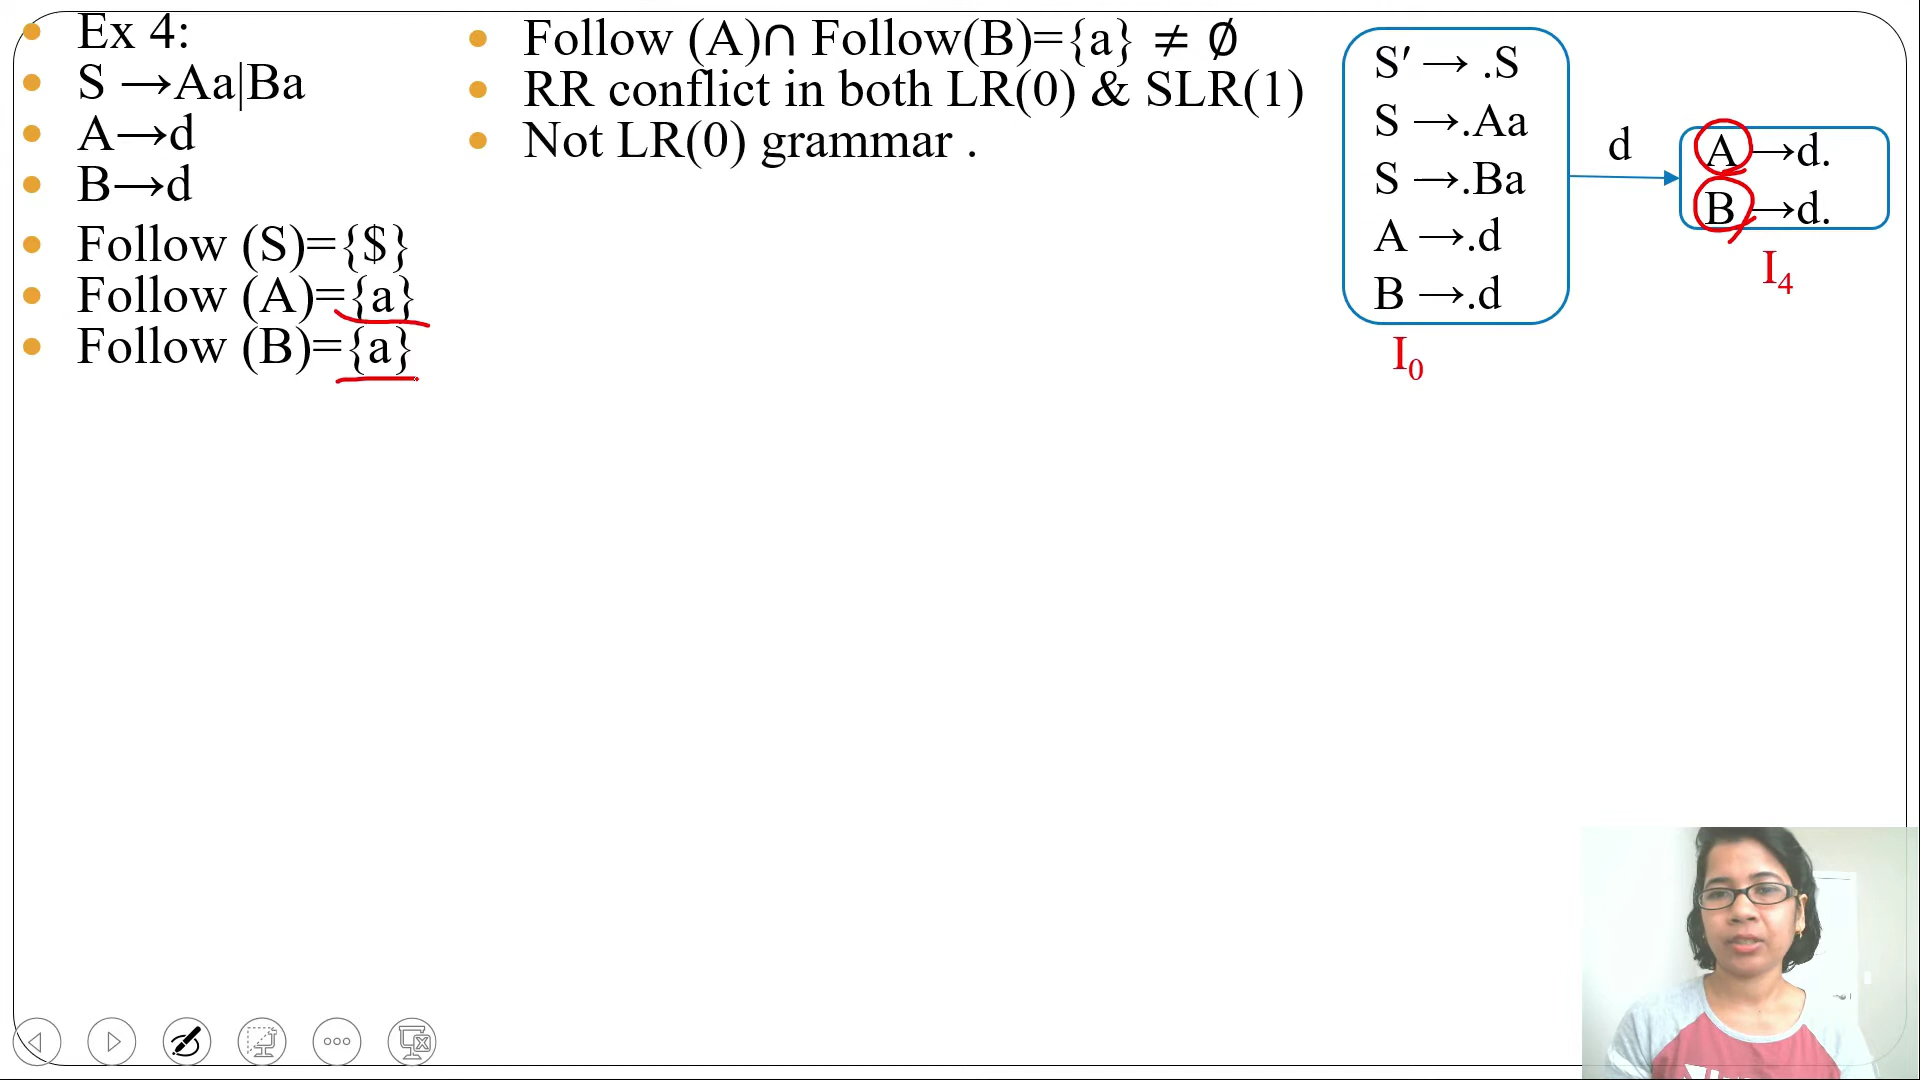 Ex 4:
S →Aa|Ba
A→d
B→d
Follow (S)={$}
Follow (A)={a}
Follow (B)={a}
Follow (A)∩ Follow(B)={a} ≠ ∅
RR conflict in both LR(0) & SLR(1)
Not LR(0) grammar .
S′ → .S
S →.Aa
S →.Ba
A →.d
B →.d
I0
d
A →d.
B →d.
I4